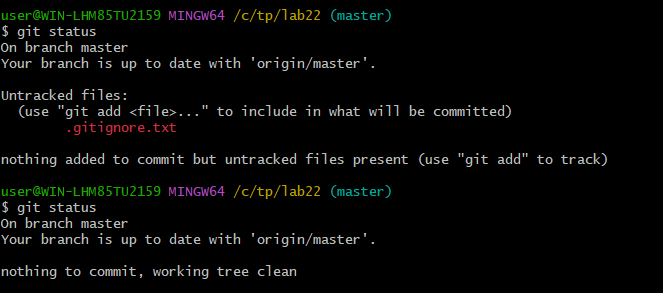 user@WIN-LHM85TU2159 MINGW64 /c/tp/lab22 (master)
$ git status
On branch master
Your branch is up to date with 'origin/master'.
Untracked files:
(use "git add <file>..." to include in what will be committed)
.gitignore.txt
nothing added to commit but untracked files present (use "git add" to track)
user@WIN-LHM85TU2159 MINGW64 /c/tp/lab22 (master)
$ git status
On branch master
Your branch is up to date with 'origin/master'.
nothing to commit, working tree clean